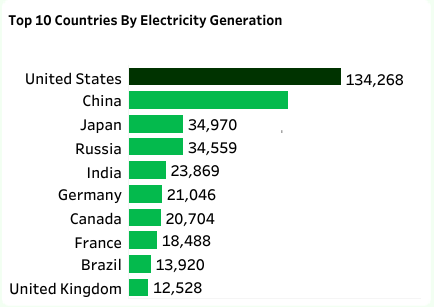 Top 10 Countries By Electricity Generation
United States 134,268
China
Japan 34,970
Russia 34,559
India 23,869
Germany 21,046
Canada 20,704
France 18,488
Brazil 13,920
United Kingdom 12,528